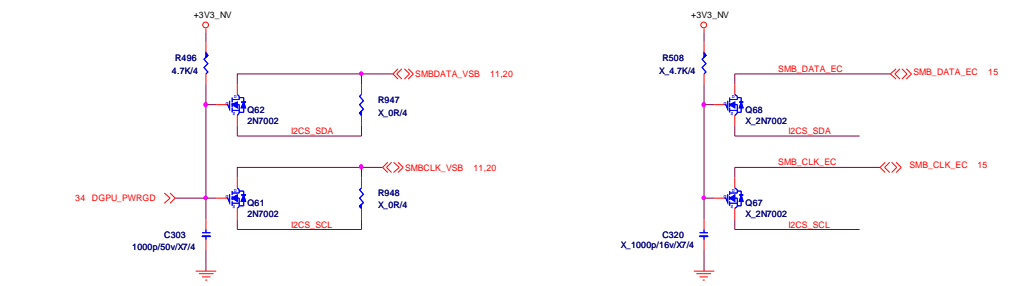 +3V3_NV
R496
4.7K/4
SMBDATA_VSB 11,20
R947
X_0R/4
Q62
2N7002
I2CS_SDA
SMBCLK_VSB 11,20
34 DGPU_PWRGD
R948
X_0R/4
Q61
2N7002
I2CS_SCL
C303
1000p/50v/X7/4
+3V3_NV
R508
X_4.7K/4
SMB_DATA_EC
SMB_DATA_EC 15
Q68
X_2N7002
I2CS_SDA
SMB_CLK_EC
SMB_CLK_EC 15
Q67
X_2N7002
I2CS_SCL
C320
X_1000p/16v/X7/4